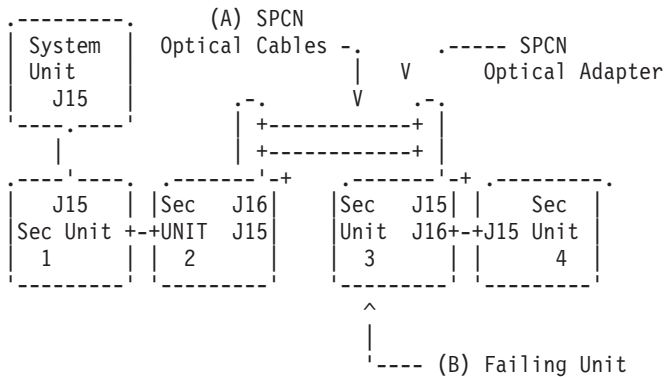 (A) SPCN
System Optical Cables SPCN
Unit V Optical Adapter
J15 V
J15 Sec J16 Sec J15 Sec
Sec Unit UNIT J15 Unit J16 J15 Unit
1 2 3 4
(B) Failing Unit